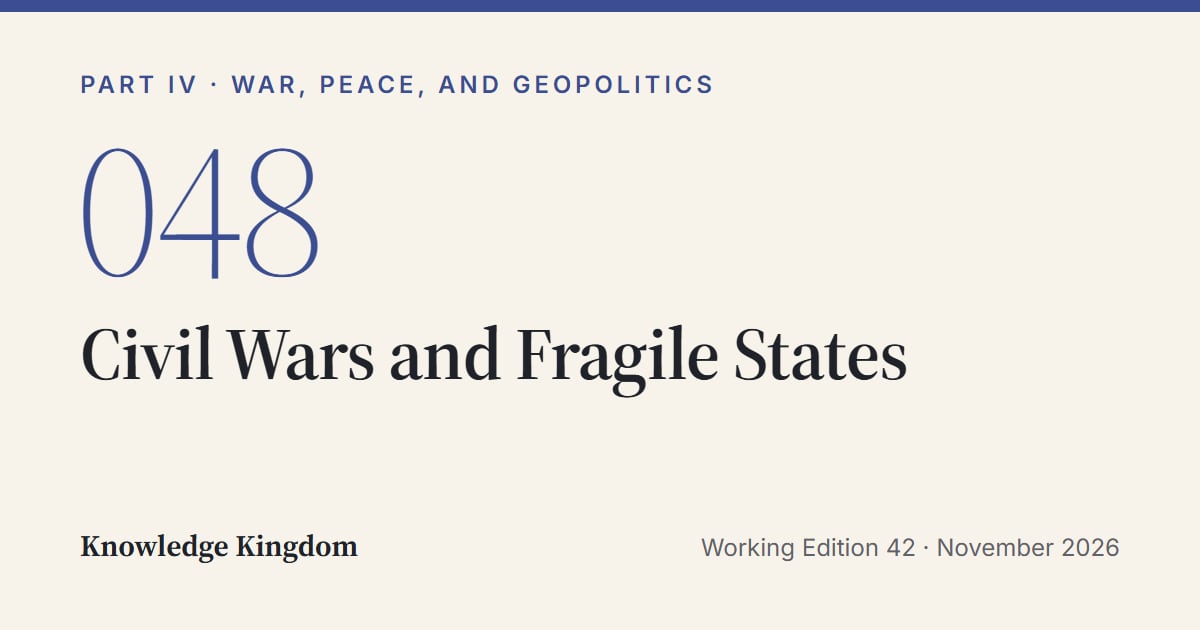 PART IV · WAR, PEACE, AND GEOPOLITICS
048
Civil Wars and Fragile States
Knowledge Kingdom
Working Edition 42 · November 2026